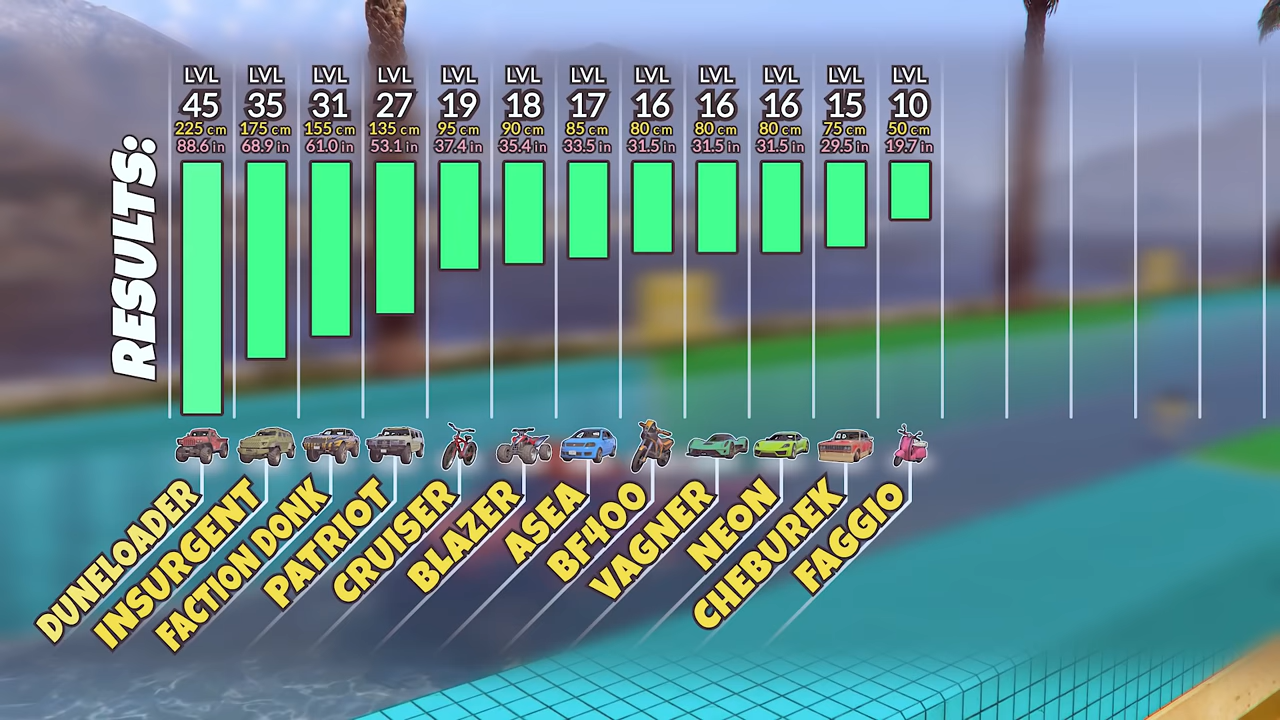 RESULTS:
LVL LVL LVL LVL LVL LVL LVL LVL LVL LVL LVL LVL
45 35 31 27 19 18 17 16 16 16 15 10
225 cm 175 cm 155 cm 135 cm 95 cm 90 cm 85 cm 80 cm 80 cm 80 cm 75 cm 50 cm
88.6 in 68.9 in 61.0 in 53.1 in 37.4 in 35.4 in 33.5 in 31.5 in 31.5 in 31.5 in 29.5 in 19.7 in
DUNELOADER
INSURGENT
FACTION DONK
PATRIOT
CRUISER
BLAZER
ASEA
BF400
VAGNER
NEON
CHEBUREK
FAGGIO